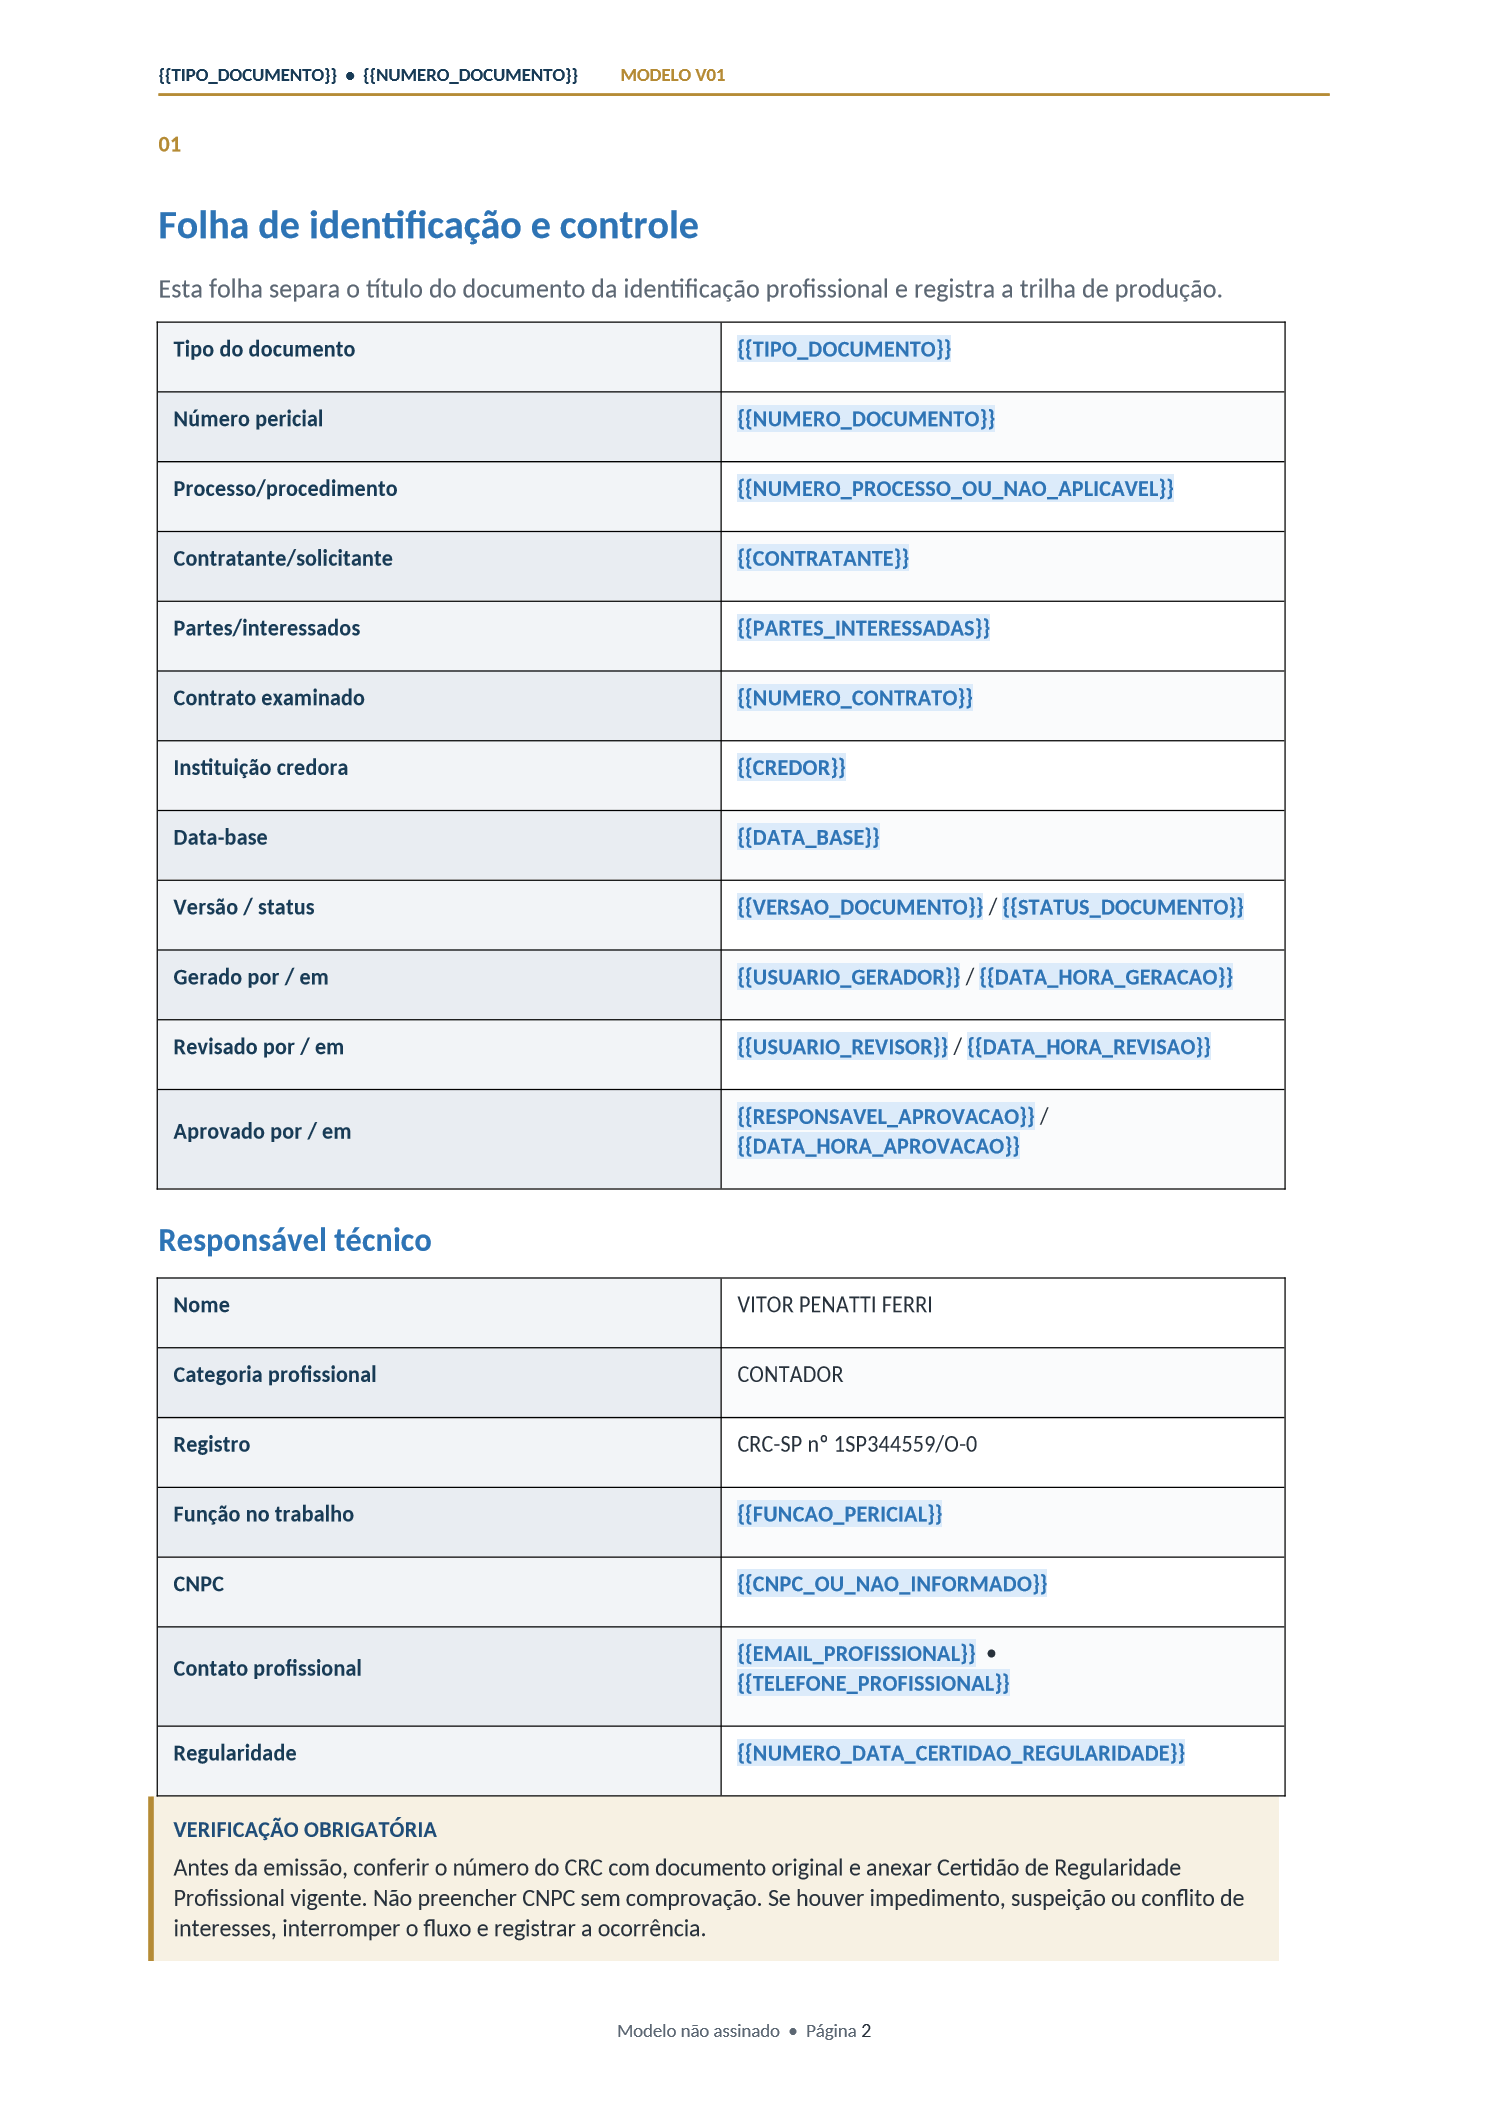 {{TIPO_DOCUMENTO}} • {{NUMERO_DOCUMENTO}} MODELO V01
01
Folha de identificação e controle
Esta folha separa o título do documento da identificação profissional e registra a trilha de produção.
Tipo do documento {{TIPO_DOCUMENTO}}
Número pericial {{NUMERO_DOCUMENTO}}
Processo/procedimento {{NUMERO_PROCESSO_OU_NAO_APLICAVEL}}
Contratante/solicitante {{CONTRATANTE}}
Partes/interessados {{PARTES_INTERESSADAS}}
Contrato examinado {{NUMERO_CONTRATO}}
Instituição credora {{CREDOR}}
Data-base {{DATA_BASE}}
Versão / status {{VERSAO_DOCUMENTO}} / {{STATUS_DOCUMENTO}}
Gerado por / em {{USUARIO_GERADOR}} / {{DATA_HORA_GERACAO}}
Revisado por / em {{USUARIO_REVISOR}} / {{DATA_HORA_REVISAO}}
Aprovado por / em {{RESPONSAVEL_APROVACAO}} /
{{DATA_HORA_APROVACAO}}
Responsável técnico
Nome VITOR PENATTI FERRI
Categoria profissional CONTADOR
Registro CRC-SP nº 1SP344559/O-0
Função no trabalho {{FUNCAO_PERICIAL}}
CNPC {{CNPC_OU_NAO_INFORMADO}}
Contato profissional {{EMAIL_PROFISSIONAL}} •
{{TELEFONE_PROFISSIONAL}}
Regularidade {{NUMERO_DATA_CERTIDAO_REGULARIDADE}}
VERIFICAÇÃO OBRIGATÓRIA
Antes da emissão, conferir o número do CRC com documento original e anexar Certidão de Regularidade
Profissional vigente. Não preencher CNPC sem comprovação. Se houver impedimento, suspeição ou conflito de
interesses, interromper o fluxo e registrar a ocorrência.
Modelo não assinado • Página 2